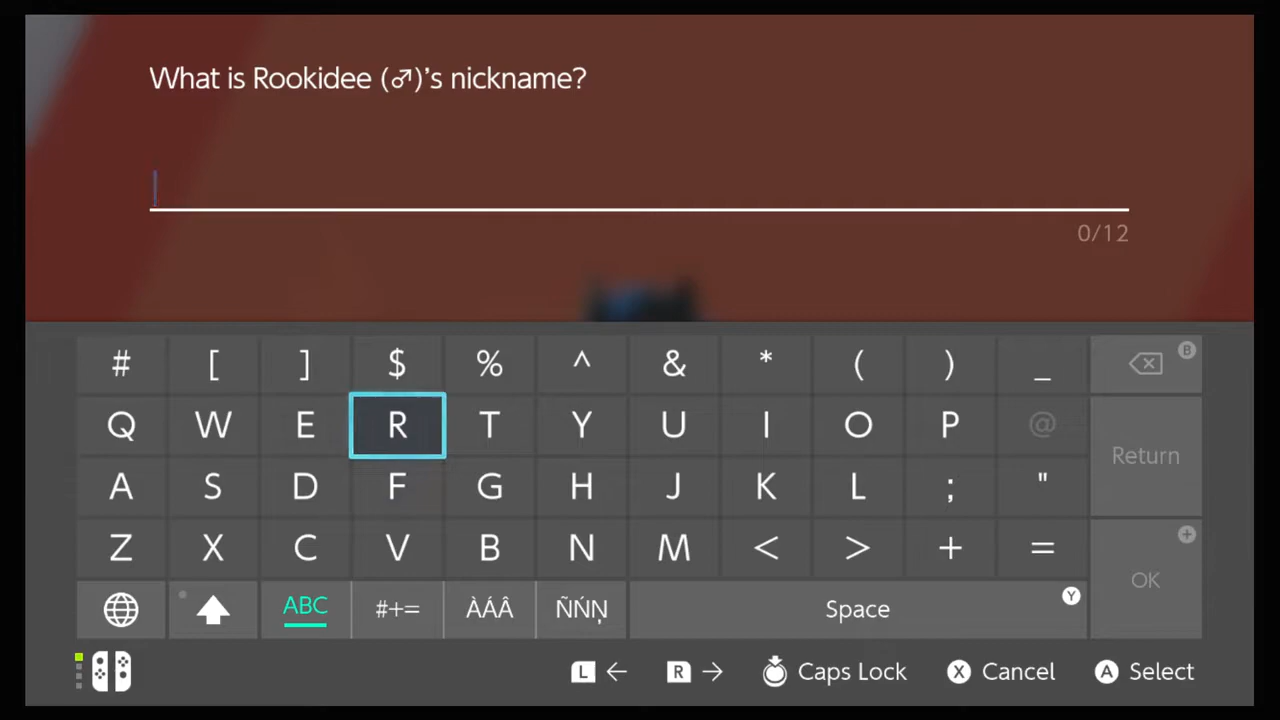 What is Rookidee (♂)’s nickname?
0/12
# [ ] $ % ^ & * ( ) _ B
Q W E R T Y U I O P @ Return
A S D F G H J K L ; "
Z X C V B N M < > + = + OK
ABC #+= ÀÁÂ ÑŃŅ Space Y
L ← R → Caps Lock X Cancel A Select